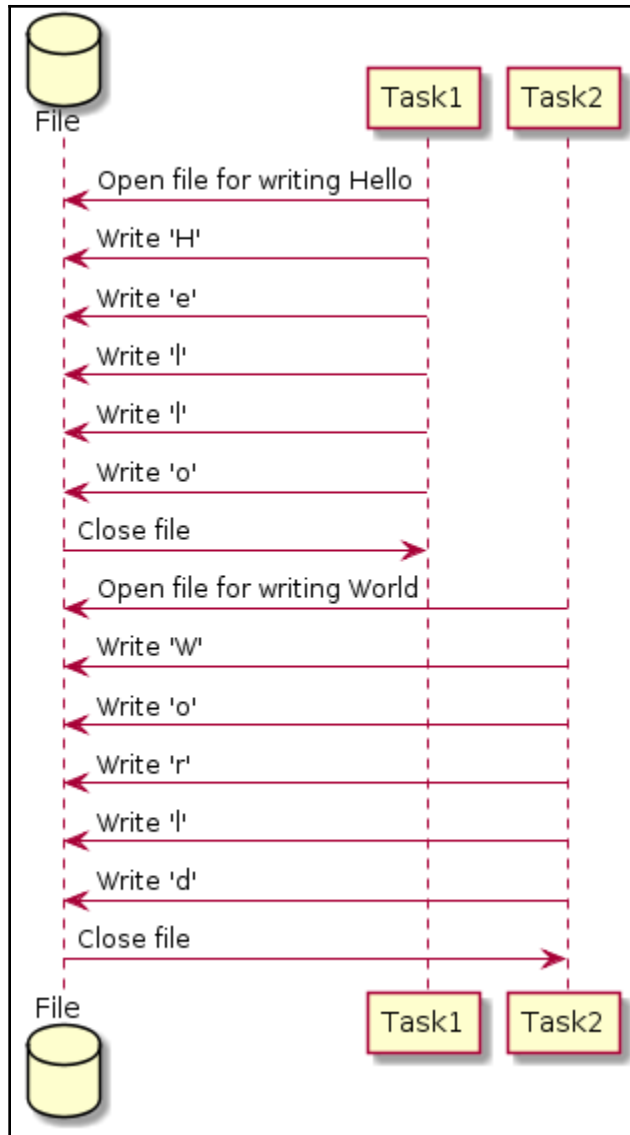 Task1 Task2
File
Open file for writing Hello
Write 'H'
Write 'e'
Write 'l'
Write 'l'
Write 'o'
Close file
Open file for writing World
Write 'W'
Write 'o'
Write 'r'
Write 'l'
Write 'd'
Close file
File
Task1 Task2